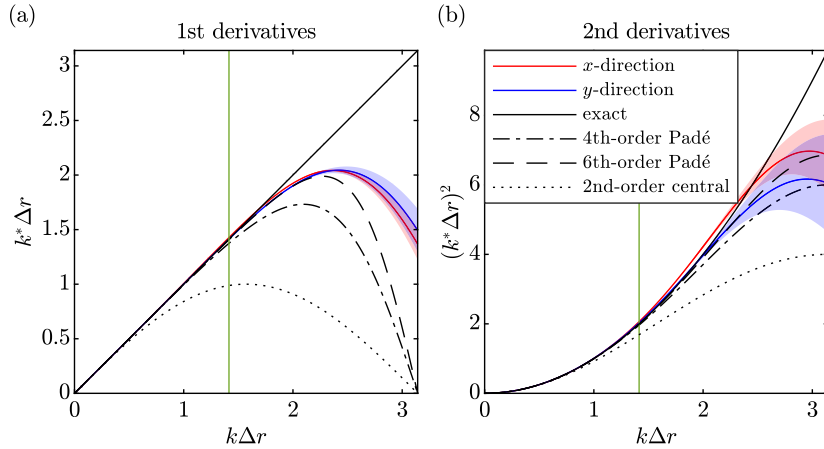 (a)
1st derivatives
3
2.5
2
1.5
1
0.5
0
0
1
2
3
k*Δr
kΔr
(b)
2nd derivatives
x-direction
y-direction
exact
4th-order Padé
6th-order Padé
2nd-order central
8
6
4
2
0
0
1
2
3
(k*Δr)²
kΔr